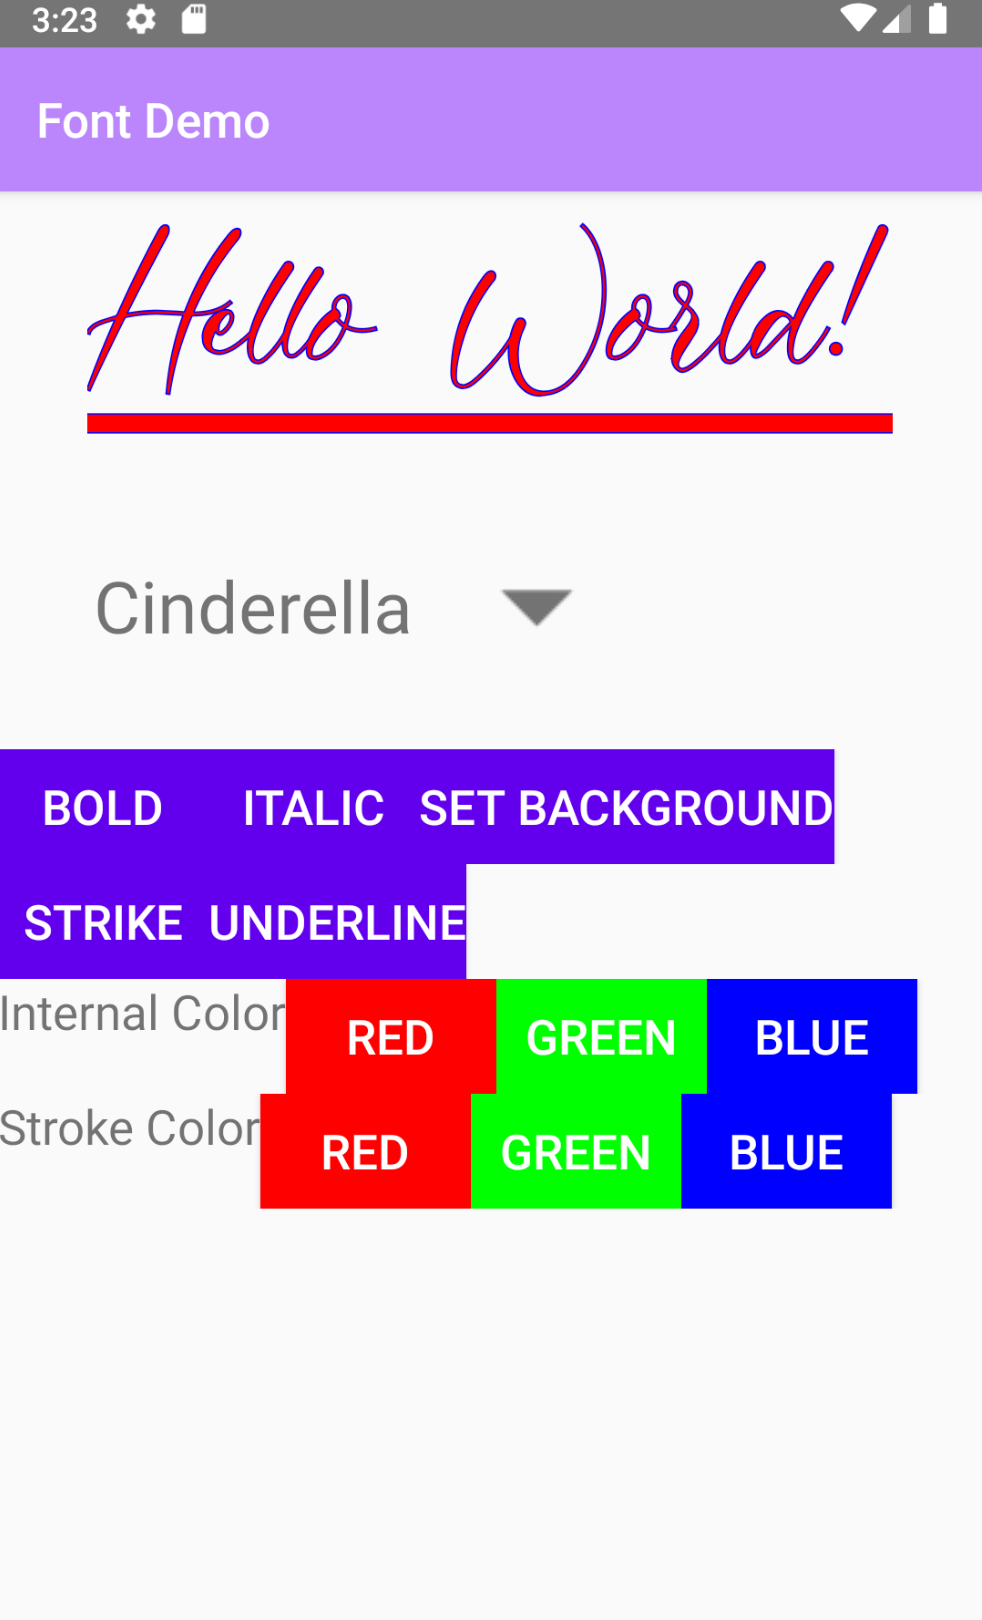 3:23
Font Demo
Hello World!
Cinderella
BOLD ITALIC SET BACKGROUND
STRIKE UNDERLINE
Internal Color RED GREEN BLUE
Stroke Color RED GREEN BLUE